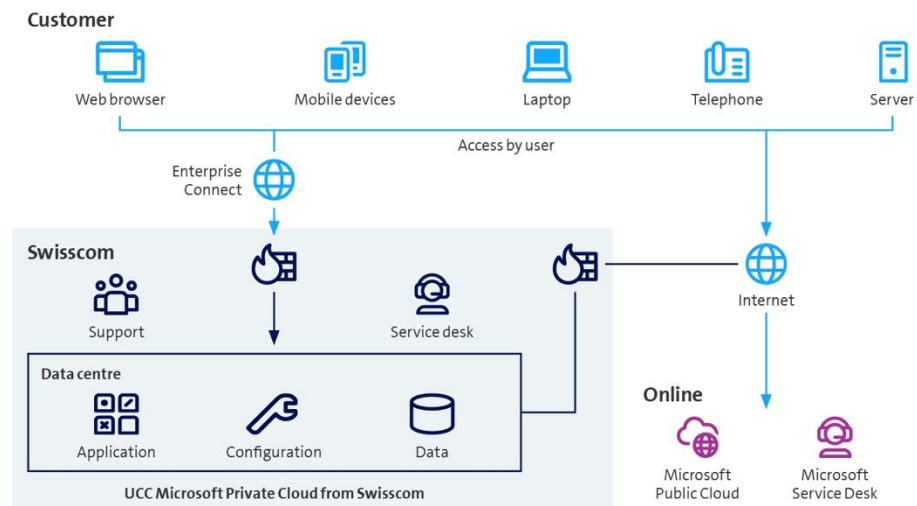 Customer
Web browser
Mobile devices
Laptop
Telephone
Server
Access by user
Enterprise
Connect
Swisscom
Support
Service desk
Internet
Data centre
Application
Configuration
Data
UCC Microsoft Private Cloud from Swisscom
Online
Microsoft
Public Cloud
Microsoft
Service Desk